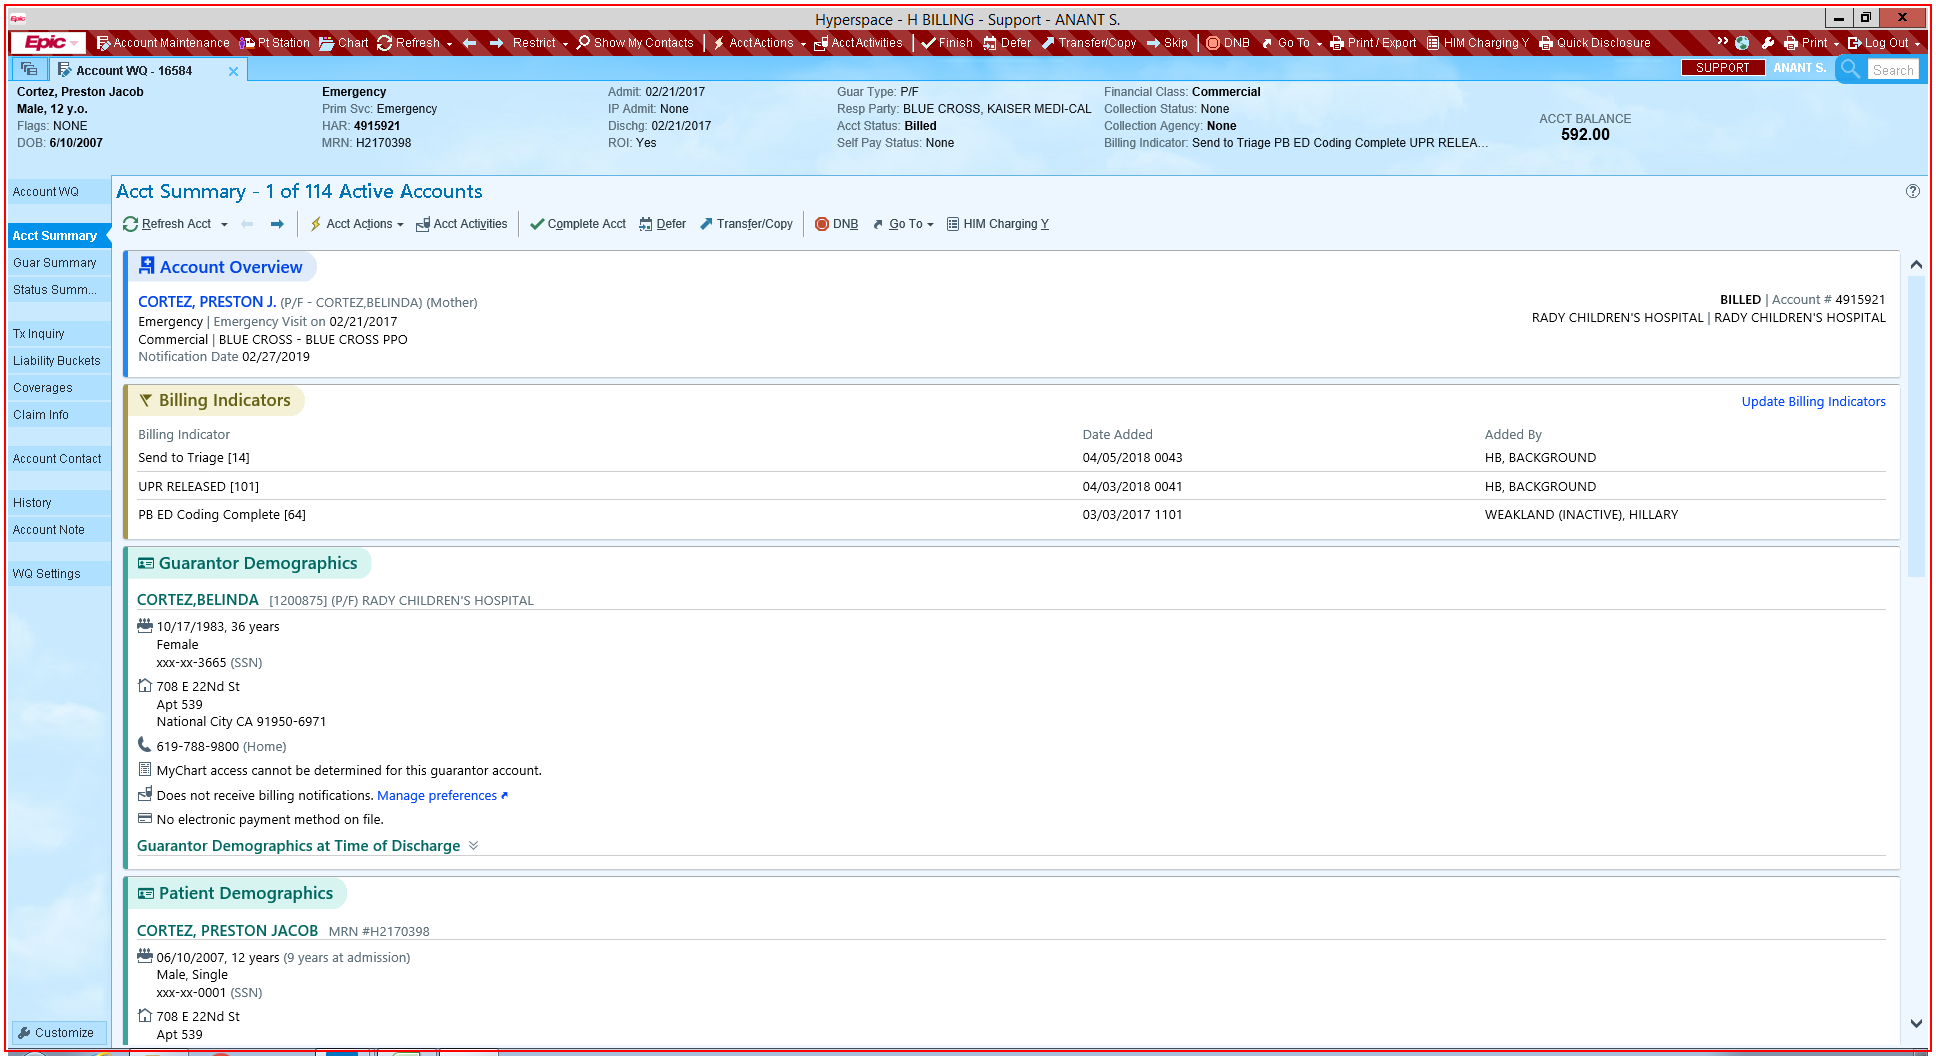 Epic
Hyperspace - H BILLING - Support - ANANT S.
Epic Account Maintenance Pt Station Chart Refresh Restrict Show My Contacts Acct Actions Acct Activities Finish Defer Transfer/Copy Skip DNB Go To Print / Export HIM Charging Y Quick Disclosure Print Log Out
Account WQ - 16584
SUPPORT ANANT S. Search
Cortez, Preston Jacob
Male, 12 y.o.
Flags: NONE
DOB: 6/10/2007
Emergency
Prim Svc: Emergency
HAR: 4915921
MRN: H2170398
Admit: 02/21/2017
IP Admit: None
Dischg: 02/21/2017
ROI: Yes
Guar Type: P/F
Resp Party: BLUE CROSS, KAISER MEDI-CAL
Acct Status: Billed
Self Pay Status: None
Financial Class: Commercial
Collection Status: None
Collection Agency: None
Billing Indicator: Send to Triage PB ED Coding Complete UPR RELEA...
ACCT BALANCE
592.00
Account WQ
Acct Summary
Guar Summary
Status Summ...
Tx Inquiry
Liability Buckets
Coverages
Claim Info
Account Contact
History
Account Note
WQ Settings
Customize
Acct Summary - 1 of 114 Active Accounts
Refresh Acct Acct Actions Acct Activities Complete Acct Defer Transfer/Copy DNB Go To HIM Charging Y
Account Overview
CORTEZ, PRESTON J. (P/F - CORTEZ,BELINDA) (Mother)
Emergency | Emergency Visit on 02/21/2017
Commercial | BLUE CROSS - BLUE CROSS PPO
Notification Date 02/27/2019
BILLED | Account # 4915921
RADY CHILDREN'S HOSPITAL | RADY CHILDREN'S HOSPITAL
Billing Indicators
Update Billing Indicators
Billing Indicator Date Added Added By
Send to Triage [14] 04/05/2018 0043 HB, BACKGROUND
UPR RELEASED [101] 04/03/2018 0041 HB, BACKGROUND
PB ED Coding Complete [64] 03/03/2017 1101 WEAKLAND (INACTIVE), HILLARY
Guarantor Demographics
CORTEZ,BELINDA [1200875] (P/F) RADY CHILDREN'S HOSPITAL
10/17/1983, 36 years
Female
xxx-xx-3665 (SSN)
708 E 22Nd St
Apt 539
National City CA 91950-6971
619-788-9800 (Home)
MyChart access cannot be determined for this guarantor account.
Does not receive billing notifications. Manage preferences
No electronic payment method on file.
Guarantor Demographics at Time of Discharge
Patient Demographics
CORTEZ, PRESTON JACOB MRN #H2170398
06/10/2007, 12 years (9 years at admission)
Male, Single
xxx-xx-0001 (SSN)
708 E 22Nd St
Apt 539